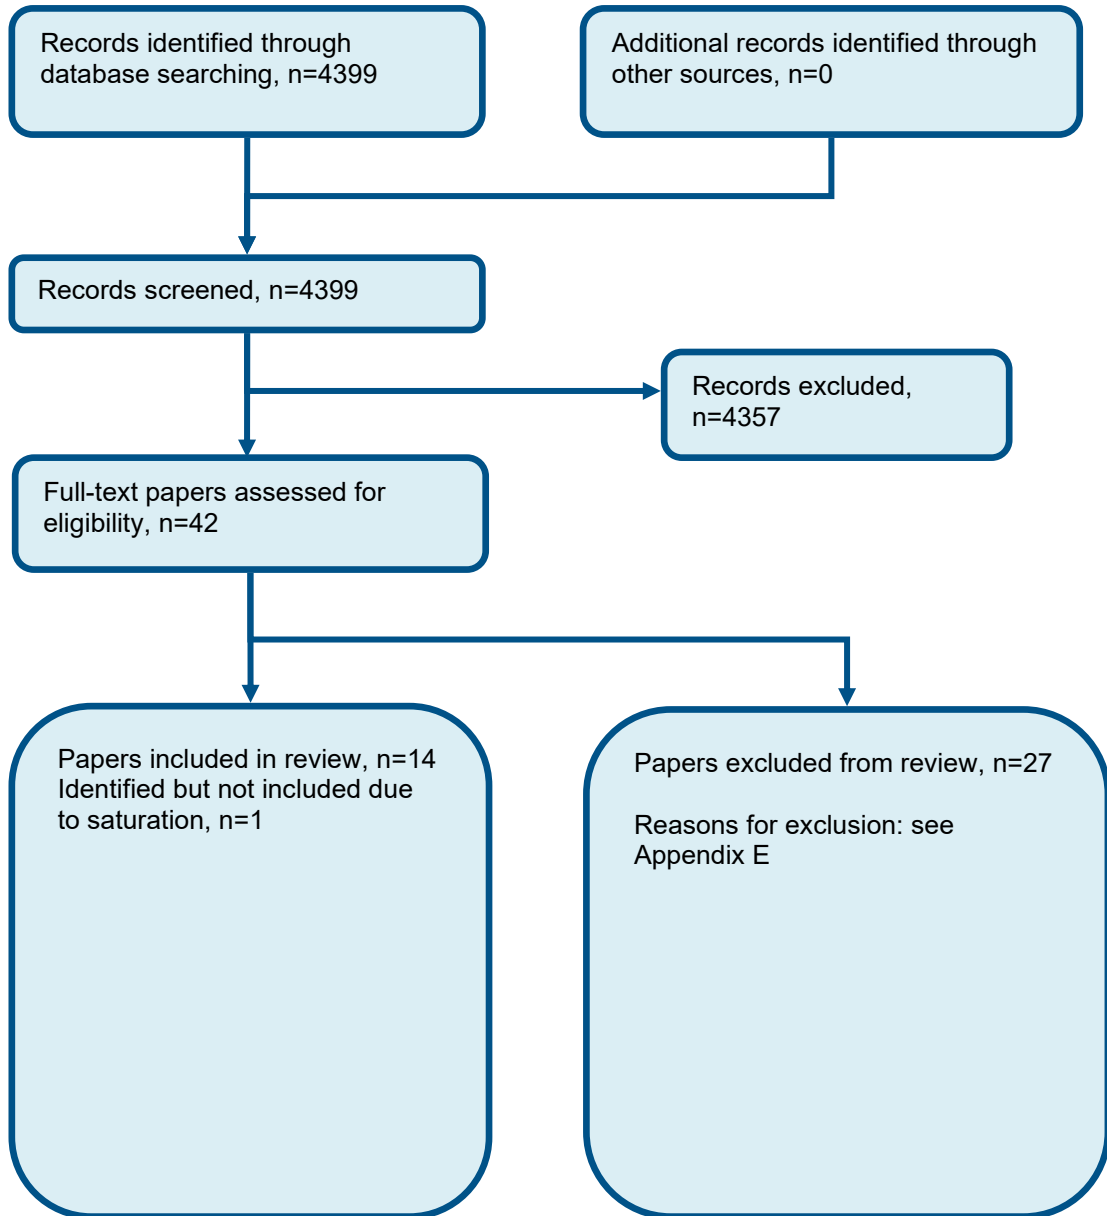 Records identified through
database searching, n=4399
Additional records identified through
other sources, n=0
Records screened, n=4399
Records excluded,
n=4357
Full-text papers assessed for
eligibility, n=42
Papers included in review, n=14
Identified but not included due
to saturation, n=1
Papers excluded from review, n=27
Reasons for exclusion: see
Appendix E